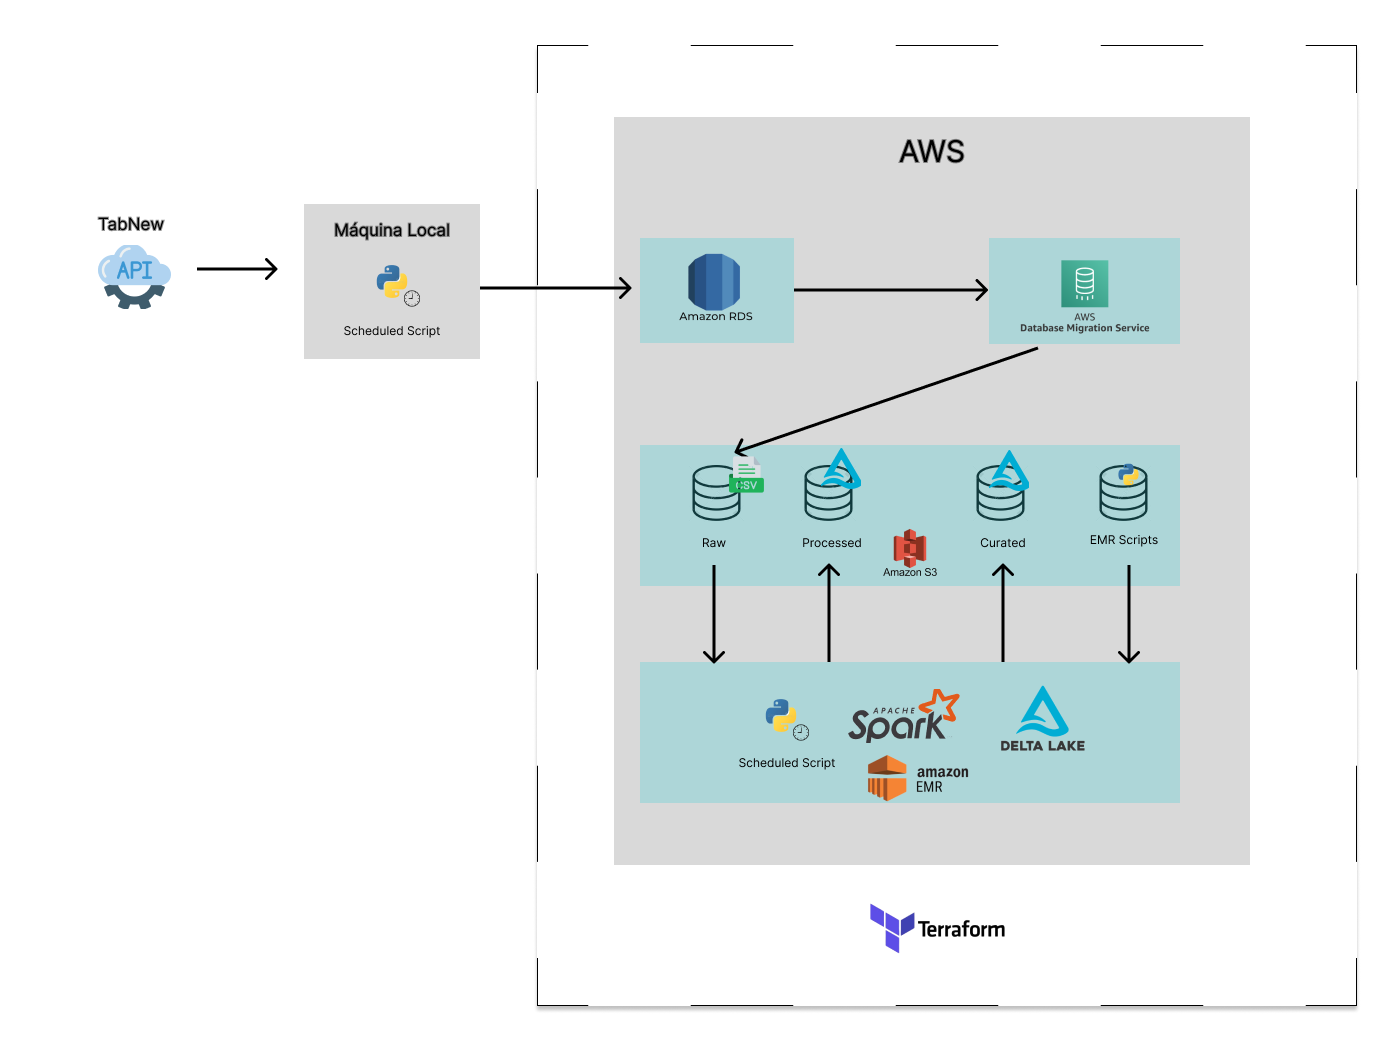 AWS
TabNew
API
Máquina Local
Scheduled Script
Amazon RDS
AWS
Database Migration Service
CSV
Raw
Processed
Amazon S3
Curated
EMR Scripts
Scheduled Script
APACHE
Spark
amazon
EMR
DELTA LAKE
Terraform